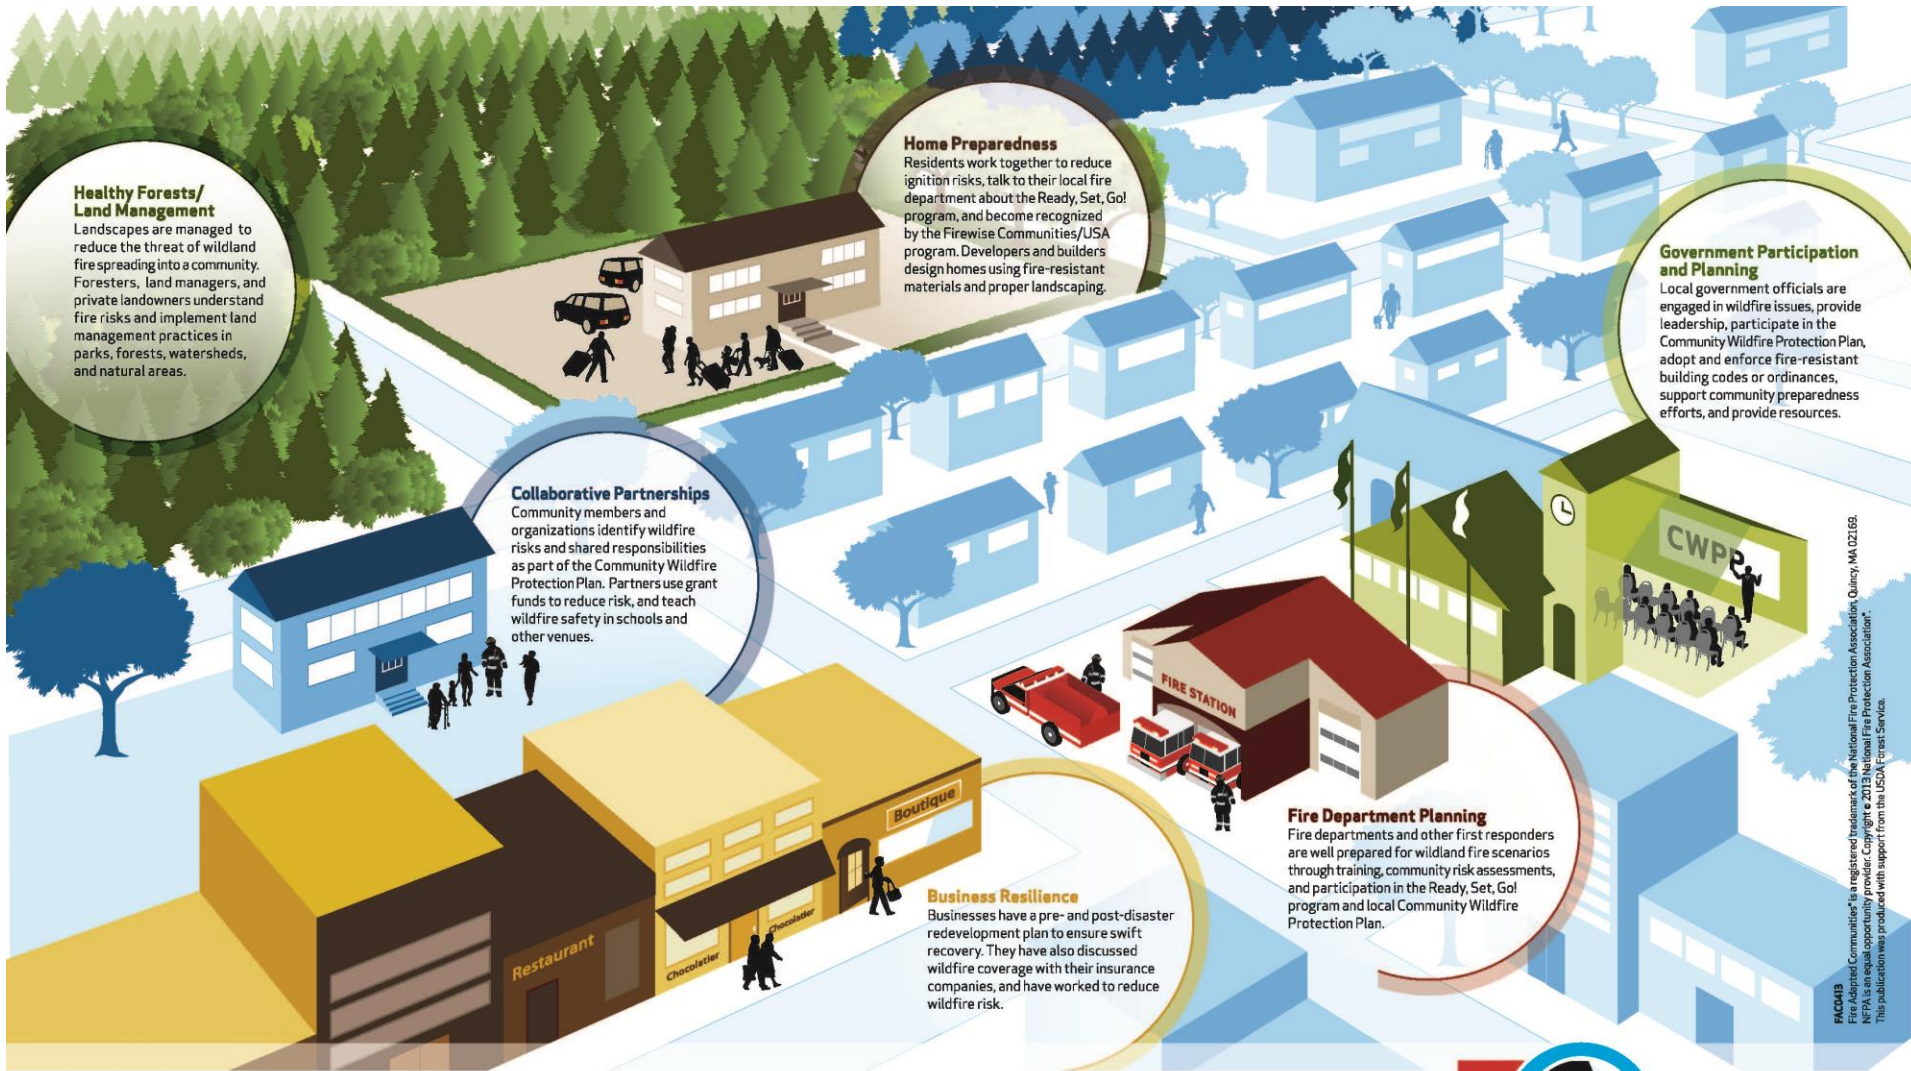 Healthy Forests/
Land Management
Landscapes are managed to
reduce the threat of wildland
fire spreading into a community.
Foresters, land managers, and
private landowners understand
fire risks and implement land
management practices in
parks, forests, watersheds,
and natural areas.
Home Preparedness
Residents work together to reduce
ignition risks, talk to their local fire
department about the Ready, Set, Go!
program, and become recognized
by the Firewise Communities/USA
program. Developers and builders
design homes using fire-resistant
materials and proper landscaping.
Government Participation
and Planning
Local government officials are
engaged in wildfire issues, provide
leadership, participate in the
Community Wildfire Protection Plan,
adopt and enforce fire-resistant
building codes or ordinances,
support community preparedness
efforts, and provide resources.
Collaborative Partnerships
Community members and
organizations identify wildfire
risks and shared responsibilities
as part of the Community Wildfire
Protection Plan. Partners use grant
funds to reduce risk, and teach
wildfire safety in schools and
other venues.
CWPP
FIRE STATION
Fire Department Planning
Fire departments and other first responders
are well prepared for wildland fire scenarios
through training, community risk assessments,
and participation in the Ready, Set, Go!
program and local Community Wildfire
Protection Plan.
Boutique
Chocolatier
Chocolatier
Restaurant
Business Resilience
Businesses have a pre- and post-disaster
redevelopment plan to ensure swift
recovery. They have also discussed
wildfire coverage with their insurance
companies, and have worked to reduce
wildfire risk.
FAC0413
Fire Adapted Communities® is a registered trademark of the National Fire Protection Association, Quincy, MA 02169.
NFPA is an equal opportunity provider. Copyright © 2013 National Fire Protection Association®.
This publication was produced with support from the USDA Forest Service.